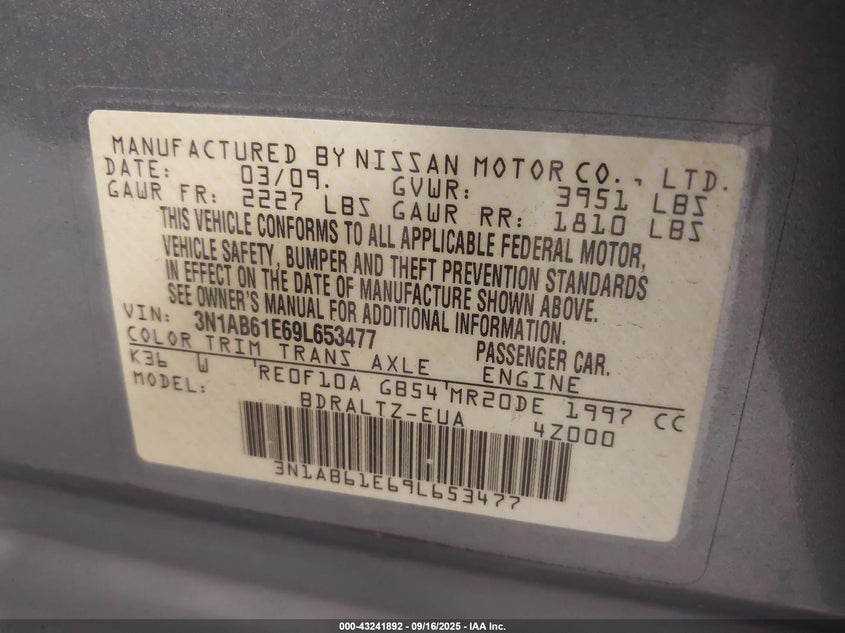 MANUFACTURED BY NISSAN MOTOR CO., LTD.
DATE: 03/09. GVWR: 3951 LBS
GAWR FR: 2227 LBS GAWR RR: 1810 LBS
THIS VEHICLE CONFORMS TO ALL APPLICABLE FEDERAL MOTOR,
VEHICLE SAFETY, BUMPER AND THEFT PREVENTION STANDARDS
IN EFFECT ON THE DATE OF MANUFACTURE SHOWN ABOVE.
SEE OWNER'S MANUAL FOR ADDITIONAL INFORMATION.
VIN: 3N1AB61E69L653477 PASSENGER CAR.
COLOR TRIM TRANS AXLE ENGINE
K36 W RE0F10A GB54 MR20DE 1997 CC
MODEL: BDRALTZ-EUA 4Z000
3N1AB61E69L653477
000-43241892 - 09/16/2025 - IAA Inc.